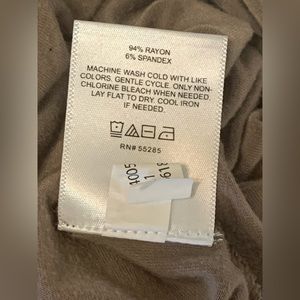 94% RAYON
6% SPANDEX
MACHINE WASH COLD WITH LIKE
COLORS. GENTLE CYCLE. ONLY NON-
CHLORINE BLEACH WHEN NEEDED.
LAY FLAT TO DRY. COOL IRON
IF NEEDED.
RN# 55285
1